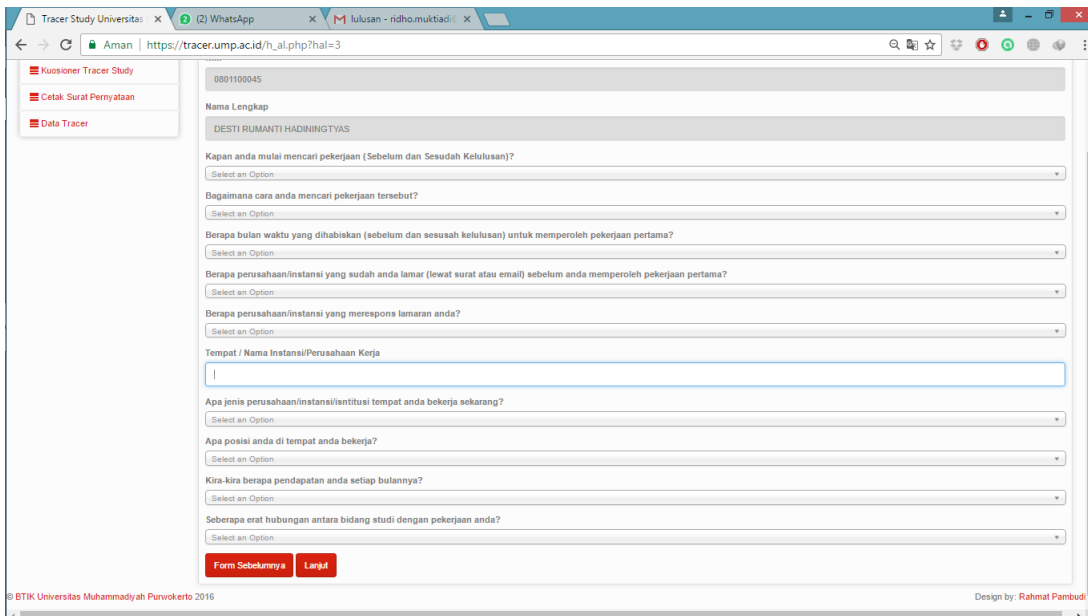 Tracer Study Universitas
(2) WhatsApp
lulusan - ridho.muktiadi@
Aman | https://tracer.ump.ac.id/h_al.php?hal=3
Kuosioner Tracer Study
Cetak Surat Pernyataan
Data Tracer
0801100045
Nama Lengkap
DESTI RUMANTI HADININGTYAS
Kapan anda mulai mencari pekerjaan (Sebelum dan Sesudah Kelulusan)?
Select an Option
Bagaimana cara anda mencari pekerjaan tersebut?
Select an Option
Berapa bulan waktu yang dihabiskan (sebelum dan sesusah kelulusan) untuk memperoleh pekerjaan pertama?
Select an Option
Berapa perusahaan/instansi yang sudah anda lamar (lewat surat atau email) sebelum anda memperoleh pekerjaan pertama?
Select an Option
Berapa perusahaan/instansi yang merespons lamaran anda?
Select an Option
Tempat / Nama Instansi/Perusahaan Kerja
Apa jenis perusahaan/instansi/isntitusi tempat anda bekerja sekarang?
Select an Option
Apa posisi anda di tempat anda bekerja?
Select an Option
Kira-kira berapa pendapatan anda setiap bulannya?
Select an Option
Seberapa erat hubungan antara bidang studi dengan pekerjaan anda?
Select an Option
Form Sebelumnya Lanjut
© BTIK Universitas Muhammadiyah Purwokerto 2016
Design by: Rahmat Pambudi